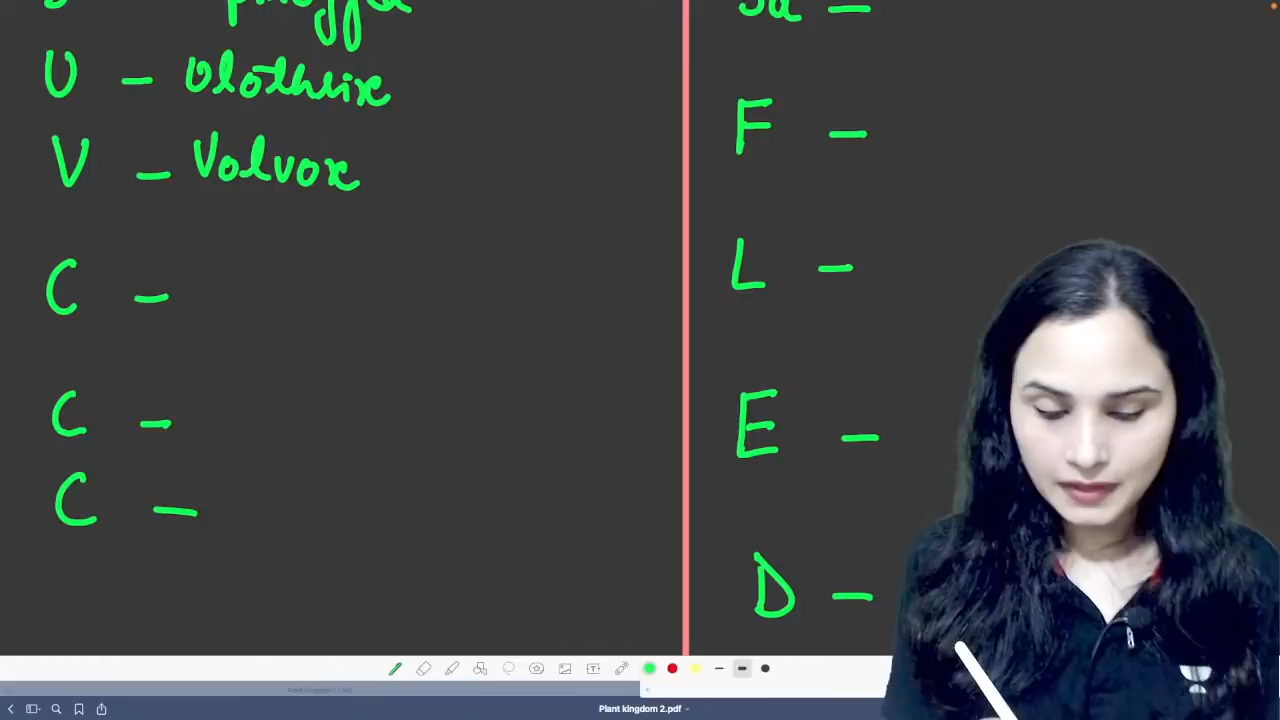 U - Ulothrix
V - Volvox
C -
C -
C -
F -
L -
E -
D -
Plant kingdom 2.pdf